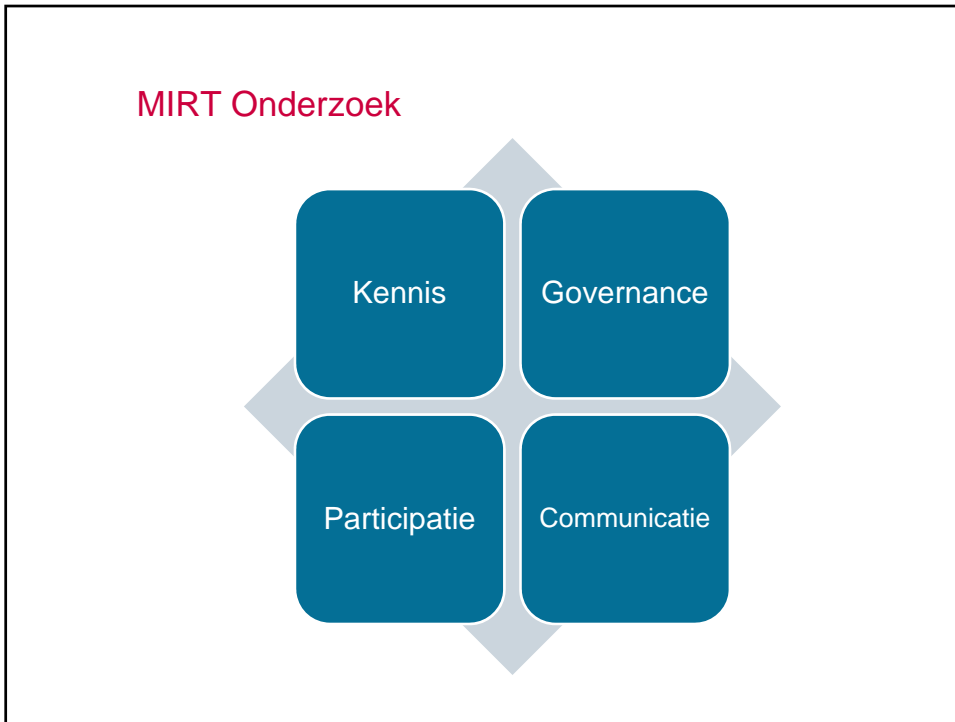 MIRT Onderzoek
Kennis
Governance
Participatie
Communicatie